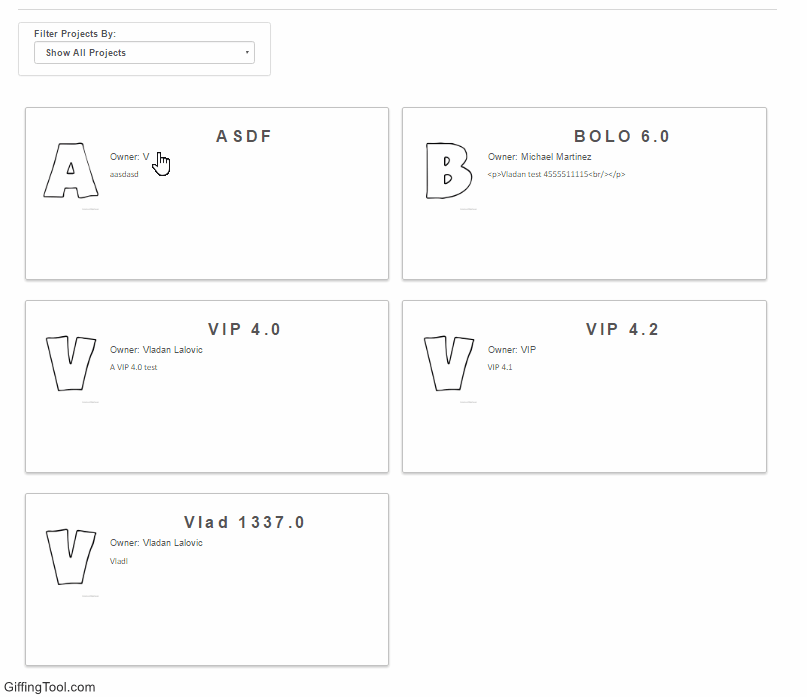 Filter Projects By:
Show All Projects
A
ASDF
Owner: V
aasdasd
B
BOLO 6.0
Owner: Michael Martinez
<p>Vladan test 4555511115<br/></p>
V
VIP 4.0
Owner: Vladan Lalovic
A VIP 4.0 test
V
VIP 4.2
Owner: VIP
VIP 4.1
V
Vlad 1337.0
Owner: Vladan Lalovic
Vladl
GiffingTool.com